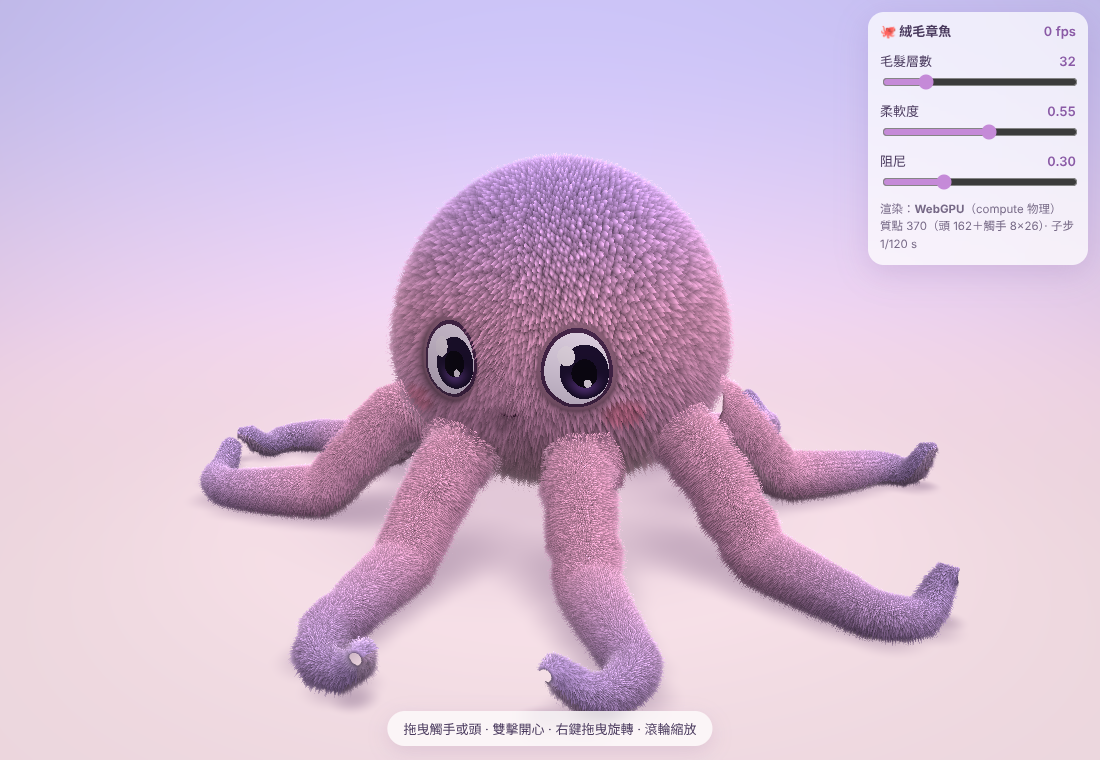 🐙 絨毛章魚 0 fps
毛髮層數 32
柔軟度 0.55
阻尼 0.30
渲染：WebGPU（compute 物理）
質點 370（頭 162＋觸手 8×26）· 子步
1/120 s
拖曳觸手或頭 · 雙擊開心 · 右鍵拖曳旋轉 · 滾輪縮放